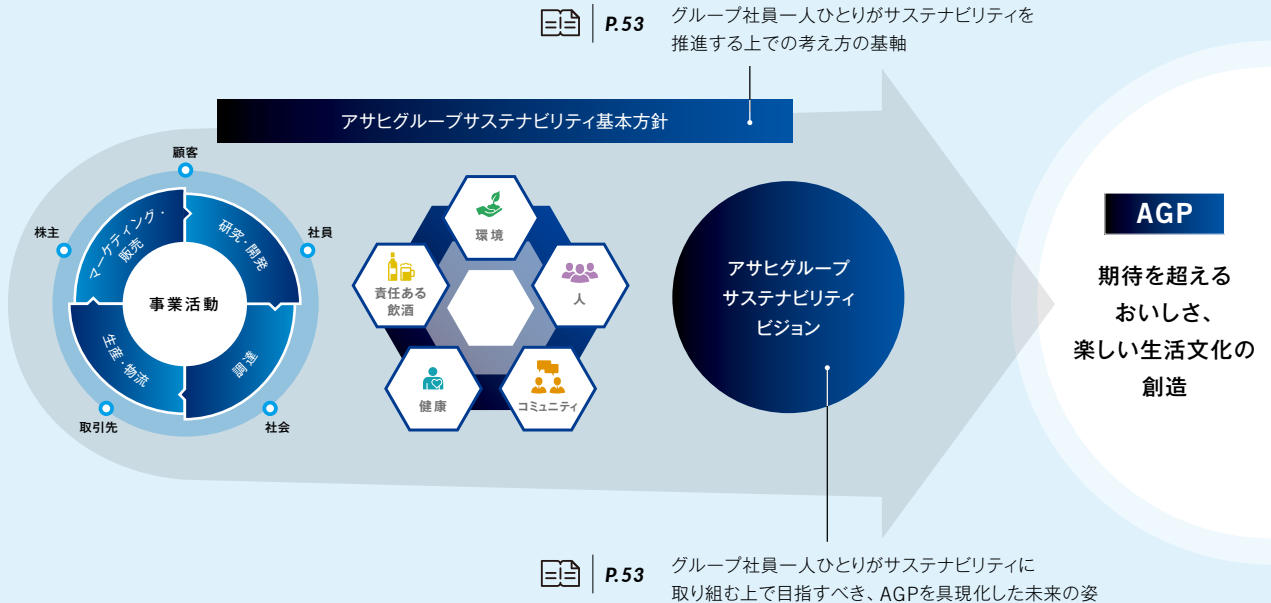 P.53
グループ社員一人ひとりがサステナビリティを
推進する上での考え方の基軸
アサヒグループサステナビリティ基本方針
顧客
株主
社員
マーケティング・
販売
研究・開発
事業活動
生産・物流
調達
取引先
社会
環境
責任ある
飲酒
人
健康
コミュニティ
アサヒグループ
サステナビリティ
ビジョン
AGP
期待を超える
おいしさ、
楽しい生活文化の
創造
P.53
グループ社員一人ひとりがサステナビリティに
取り組む上で目指すべき、AGPを具現化した未来の姿